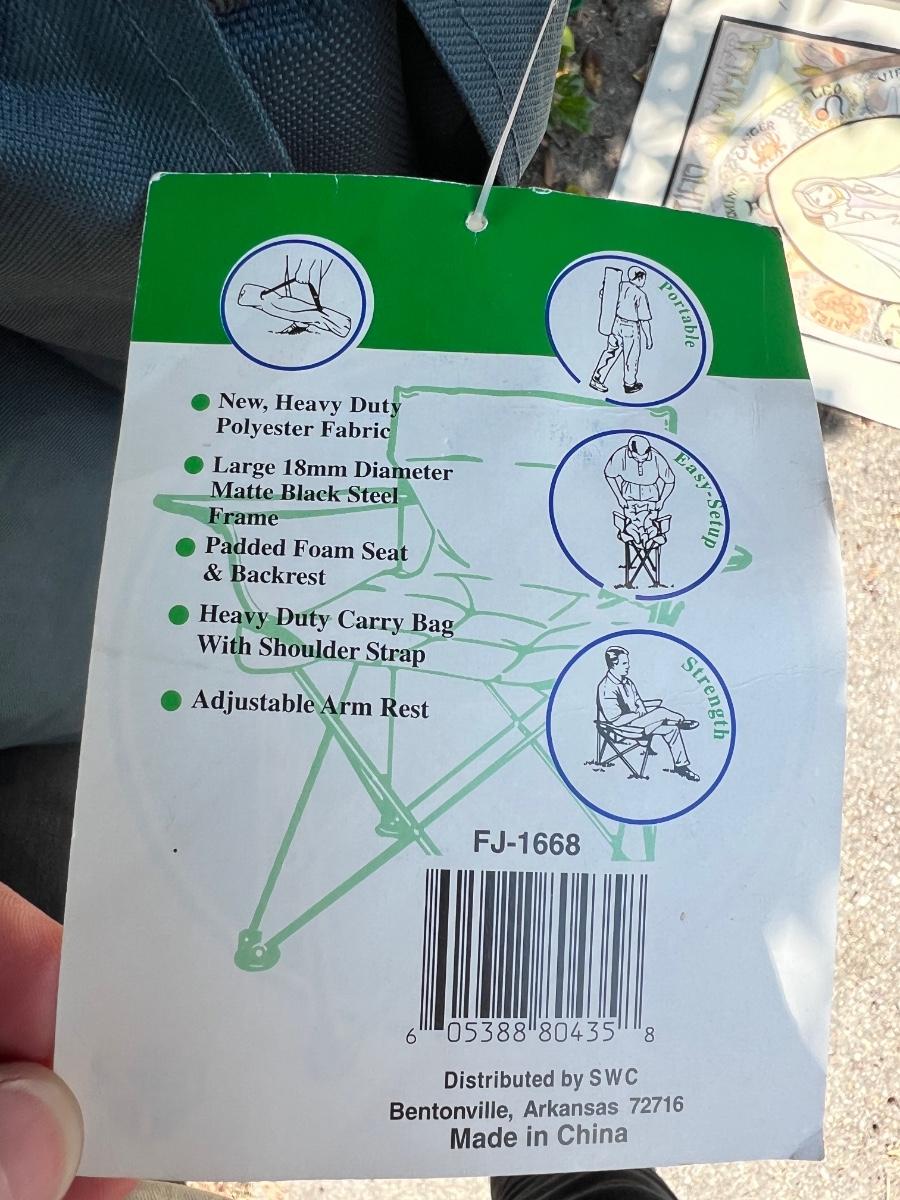 Portable
New, Heavy Duty
Polyester Fabric
Large 18mm Diameter
Matte Black Steel
Frame
Easy-Setup
Padded Foam Seat
& Backrest
Heavy Duty Carry Bag
With Shoulder Strap
Strength
Adjustable Arm Rest
FJ-1668
6 05388 80435 8
Distributed by SWC
Bentonville, Arkansas 72716
Made in China
LEO
CANCER